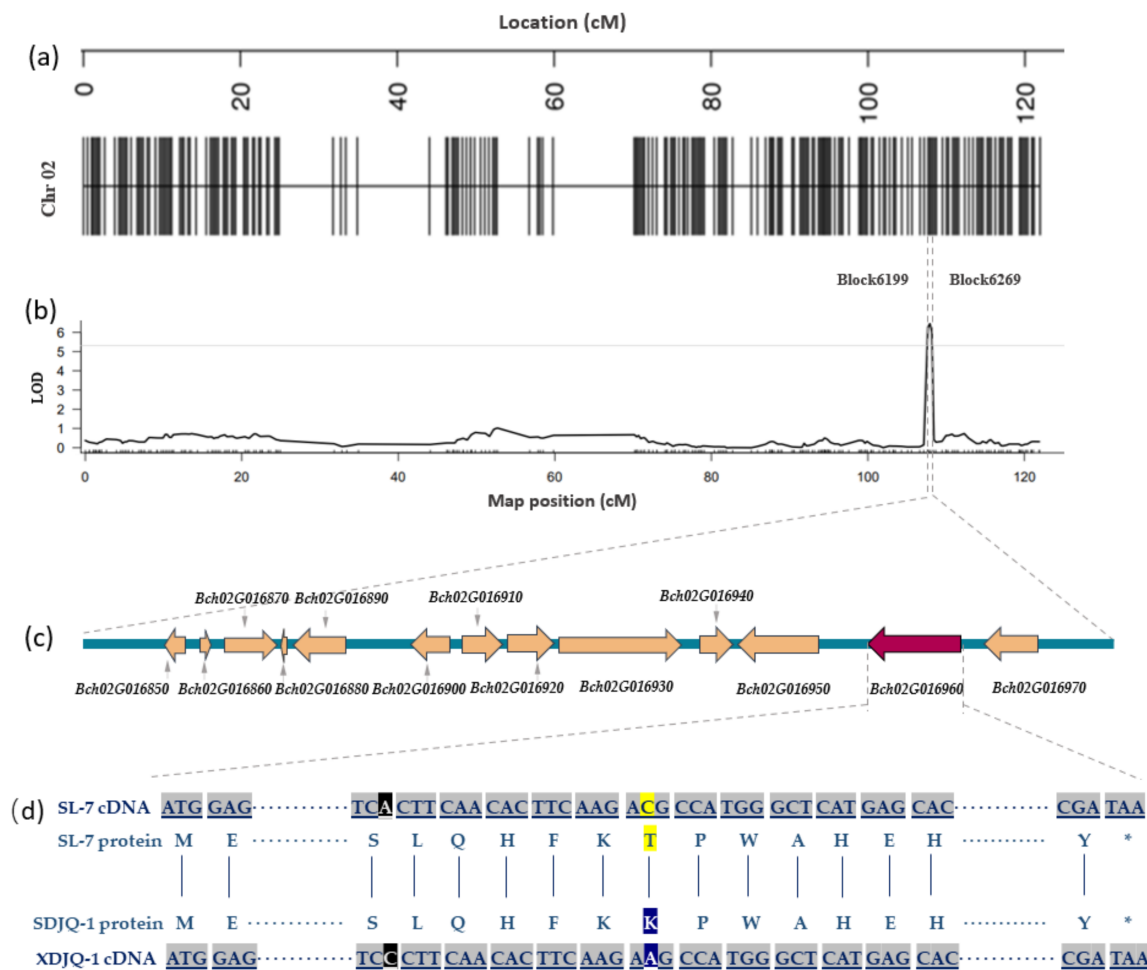 Location (cM)
(a)
0 20 40 60 80 100 120
Chr 02
Block6199 Block6269
(b)
LOD
6
5
4
3
2
1
0
0 20 40 60 80 100 120
Map position (cM)
Bch02G016870 Bch02G016890 Bch02G016910 Bch02G016940
(c)
Bch02G016850 Bch02G016860 Bch02G016880 Bch02G016900 Bch02G016920 Bch02G016930 Bch02G016950 Bch02G016960 Bch02G016970
(d)
SL-7 cDNA ATG GAG ············ TCA CTT CAA CAC TTC AAG ACG CCA TGG GCT CAT GAG CAC ············ CGA TAA
SL-7 protein M E ············ S L Q H F K T P W A H E H ············ Y *
SDJQ-1 protein M E ············ S L Q H F K K P W A H E H ············ Y *
XDJQ-1 cDNA ATG GAG ············ TCC CTT CAA CAC TTC AAG AAG CCA TGG GCT CAT GAG CAC ············ CGA TAA